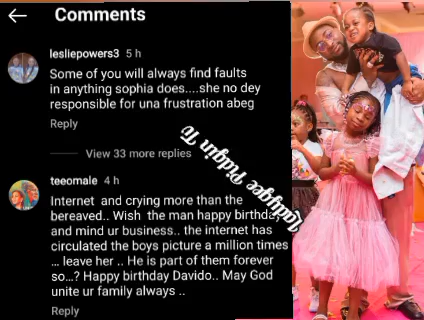 Comments
lesliepowers3 5 h
Some of you will always find faults
in anything sophia does....she no dey
responsible for una frustration abeg
Reply
View 33 more replies
teeomale 4 h
Internet and crying more than the
bereaved.. Wish the man happy birthday
and mind ur business.. the internet has
circulated the boys picture a million times
... leave her .. He is part of them forever
so...? Happy birthday Davido.. May God
unite ur family always ..
Reply